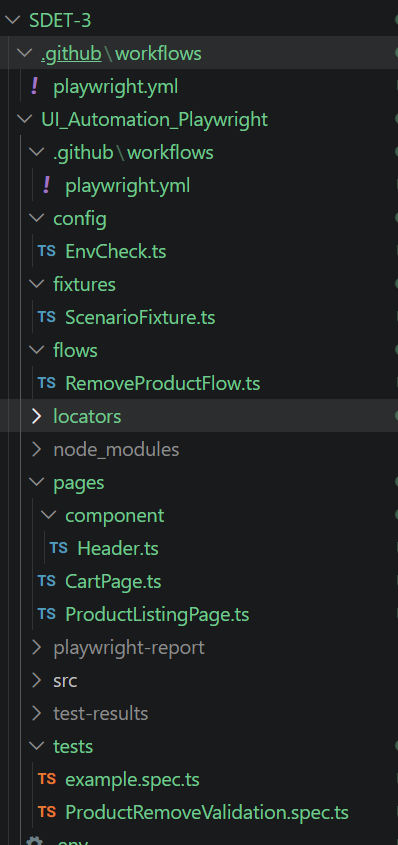 SDET-3
.github\workflows
! playwright.yml
UI_Automation_Playwright
.github\workflows
! playwright.yml
config
TS EnvCheck.ts
fixtures
TS ScenarioFixture.ts
flows
TS RemoveProductFlow.ts
locators
node_modules
pages
component
TS Header.ts
TS CartPage.ts
TS ProductListingPage.ts
playwright-report
src
test-results
tests
TS example.spec.ts
TS ProductRemoveValidation.spec.ts
.env